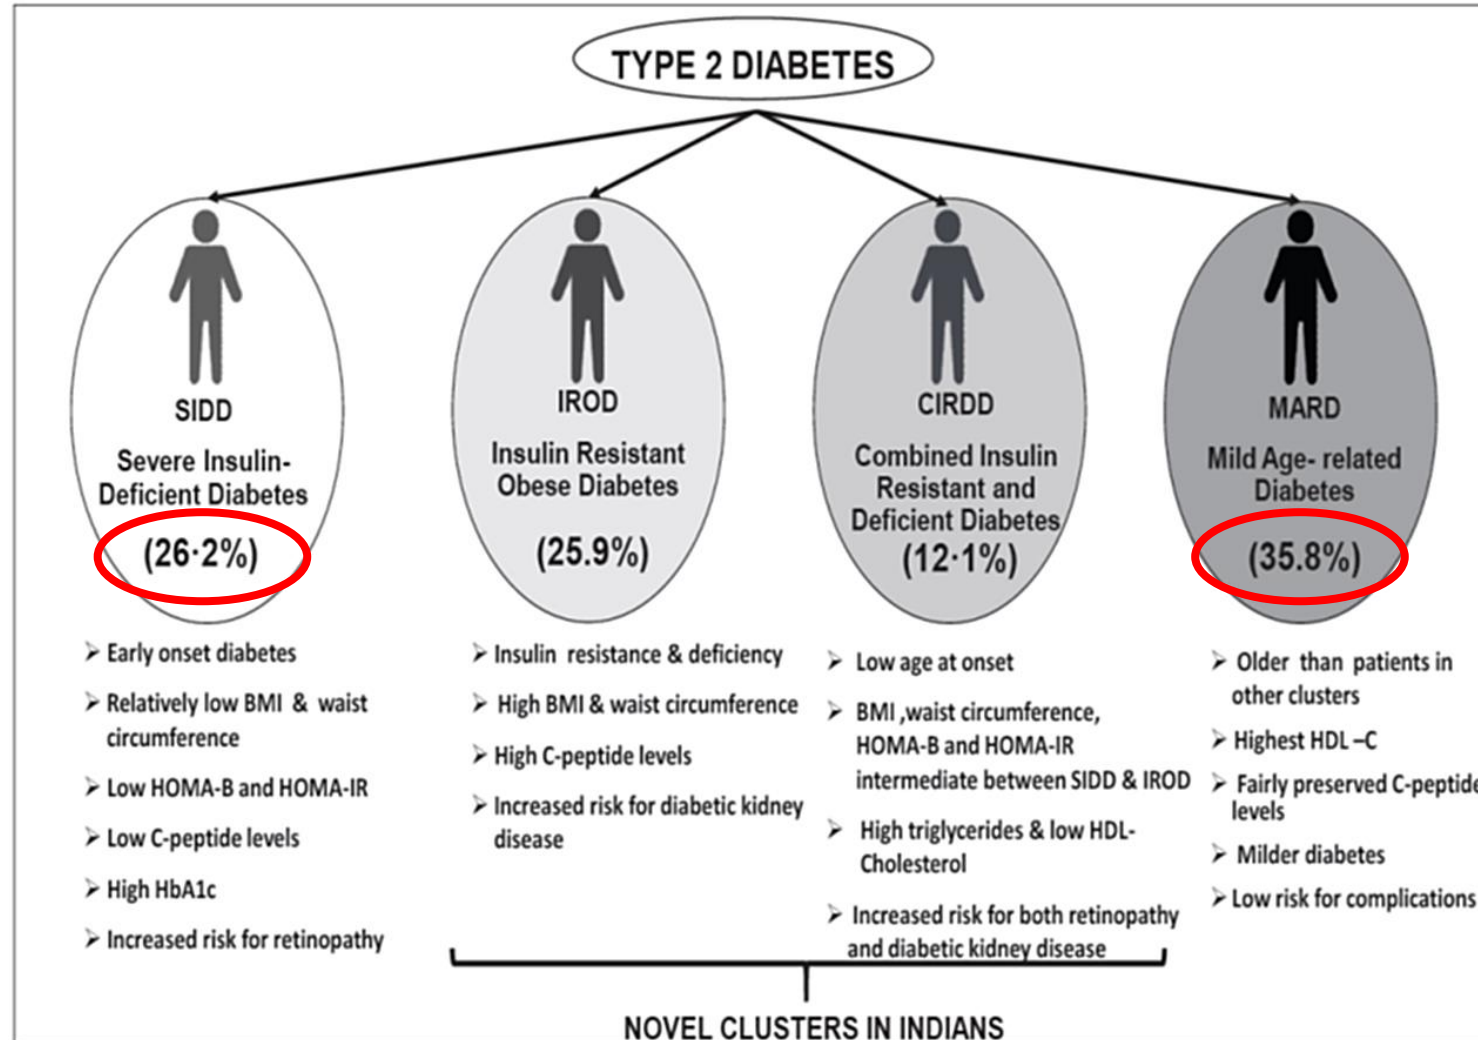 TYPE 2 DIABETES
SIDD
Severe Insulin-
Deficient Diabetes
(26·2%)
➢ Early onset diabetes
➢ Relatively low BMI & waist
circumference
➢ Low HOMA-B and HOMA-IR
➢ Low C-peptide levels
➢ High HbA1c
➢ Increased risk for retinopathy
IROD
Insulin Resistant
Obese Diabetes
(25.9%)
➢ Insulin resistance & deficiency
➢ High BMI & waist circumference
➢ High C-peptide levels
➢ Increased risk for diabetic kidney
disease
CIRDD
Combined Insulin
Resistant and
Deficient Diabetes
(12·1%)
➢ Low age at onset
➢ BMI ,waist circumference,
HOMA-B and HOMA-IR
intermediate between SIDD & IROD
➢ High triglycerides & low HDL-
Cholesterol
➢ Increased risk for both retinopathy
and diabetic kidney disease
MARD
Mild Age- related
Diabetes
(35.8%)
➢ Older than patients in
other clusters
➢ Highest HDL –C
➢ Fairly preserved C-peptide
levels
➢ Milder diabetes
➢ Low risk for complications
NOVEL CLUSTERS IN INDIANS